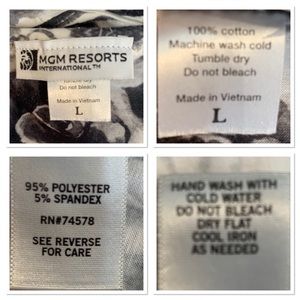 MGM RESORTS
INTERNATIONAL™
Tumble dry
Do not bleach
Made in Vietnam
L
100% cotton
Machine wash cold
Tumble dry
Do not bleach
Made in Vietnam
L
95% POLYESTER
5% SPANDEX
RN#74578
SEE REVERSE
FOR CARE
HAND WASH WITH
COLD WATER
DO NOT BLEACH
DRY FLAT
COOL IRON
AS NEEDED